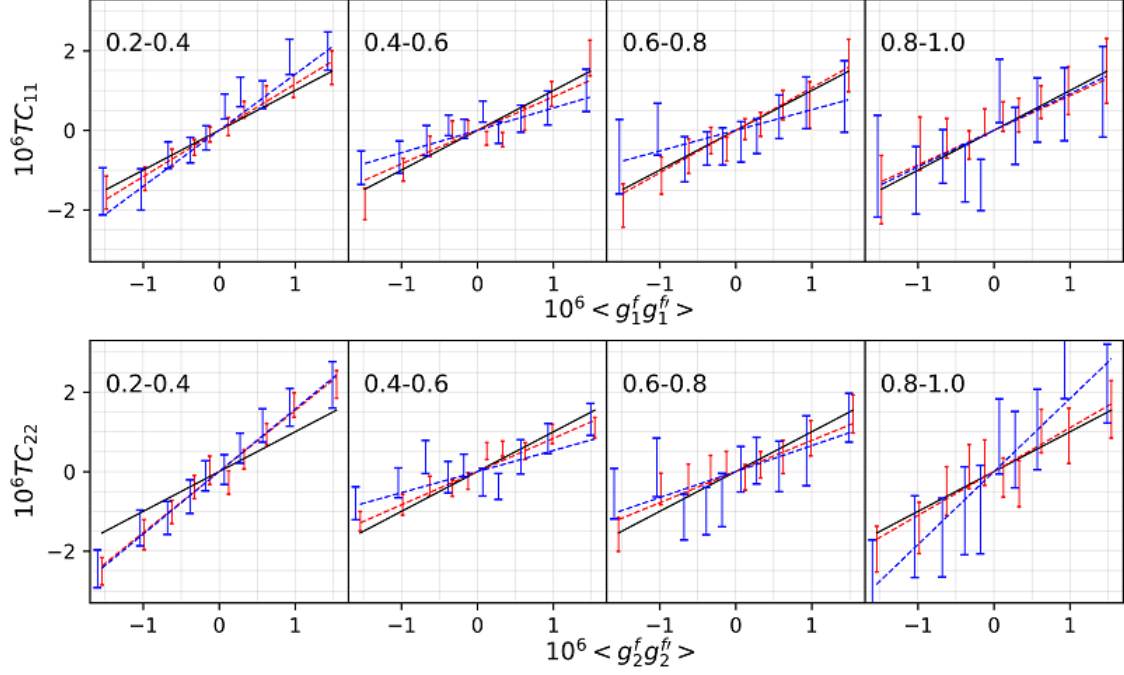 0.2-0.4 0.4-0.6 0.6-0.8 0.8-1.0
2
0
−2
10⁶TC₁₁
−1 0 1 −1 0 1 −1 0 1 −1 0 1
10⁶ < g₁ᶠg₁ᶠ′ >
0.2-0.4 0.4-0.6 0.6-0.8 0.8-1.0
2
0
−2
10⁶TC₂₂
−1 0 1 −1 0 1 −1 0 1 −1 0 1
10⁶ < g₂ᶠg₂ᶠ′ >